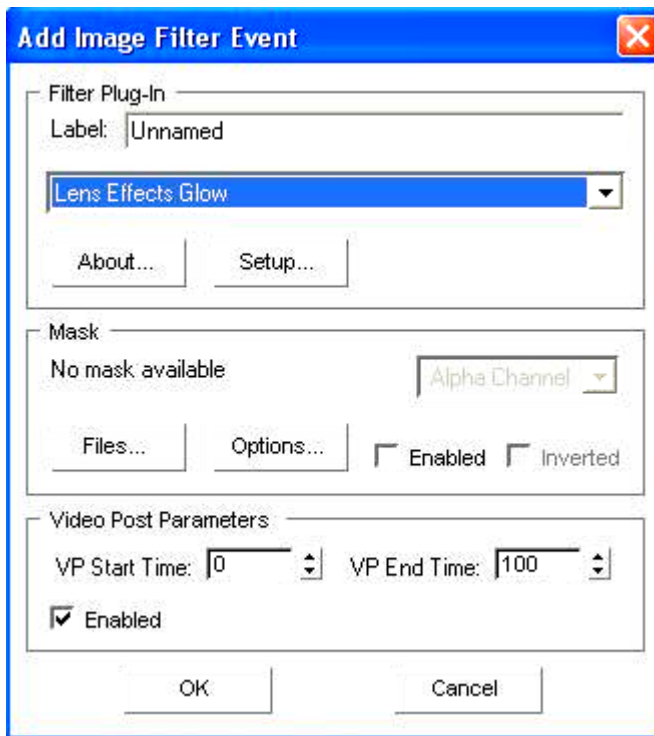 Add Image Filter Event
Filter Plug-In
Label: Unnamed
Lens Effects Glow
About... Setup...
Mask
No mask available Alpha Channel
Files... Options... Enabled Inverted
Video Post Parameters
VP Start Time: 0 VP End Time: 100
Enabled
OK Cancel